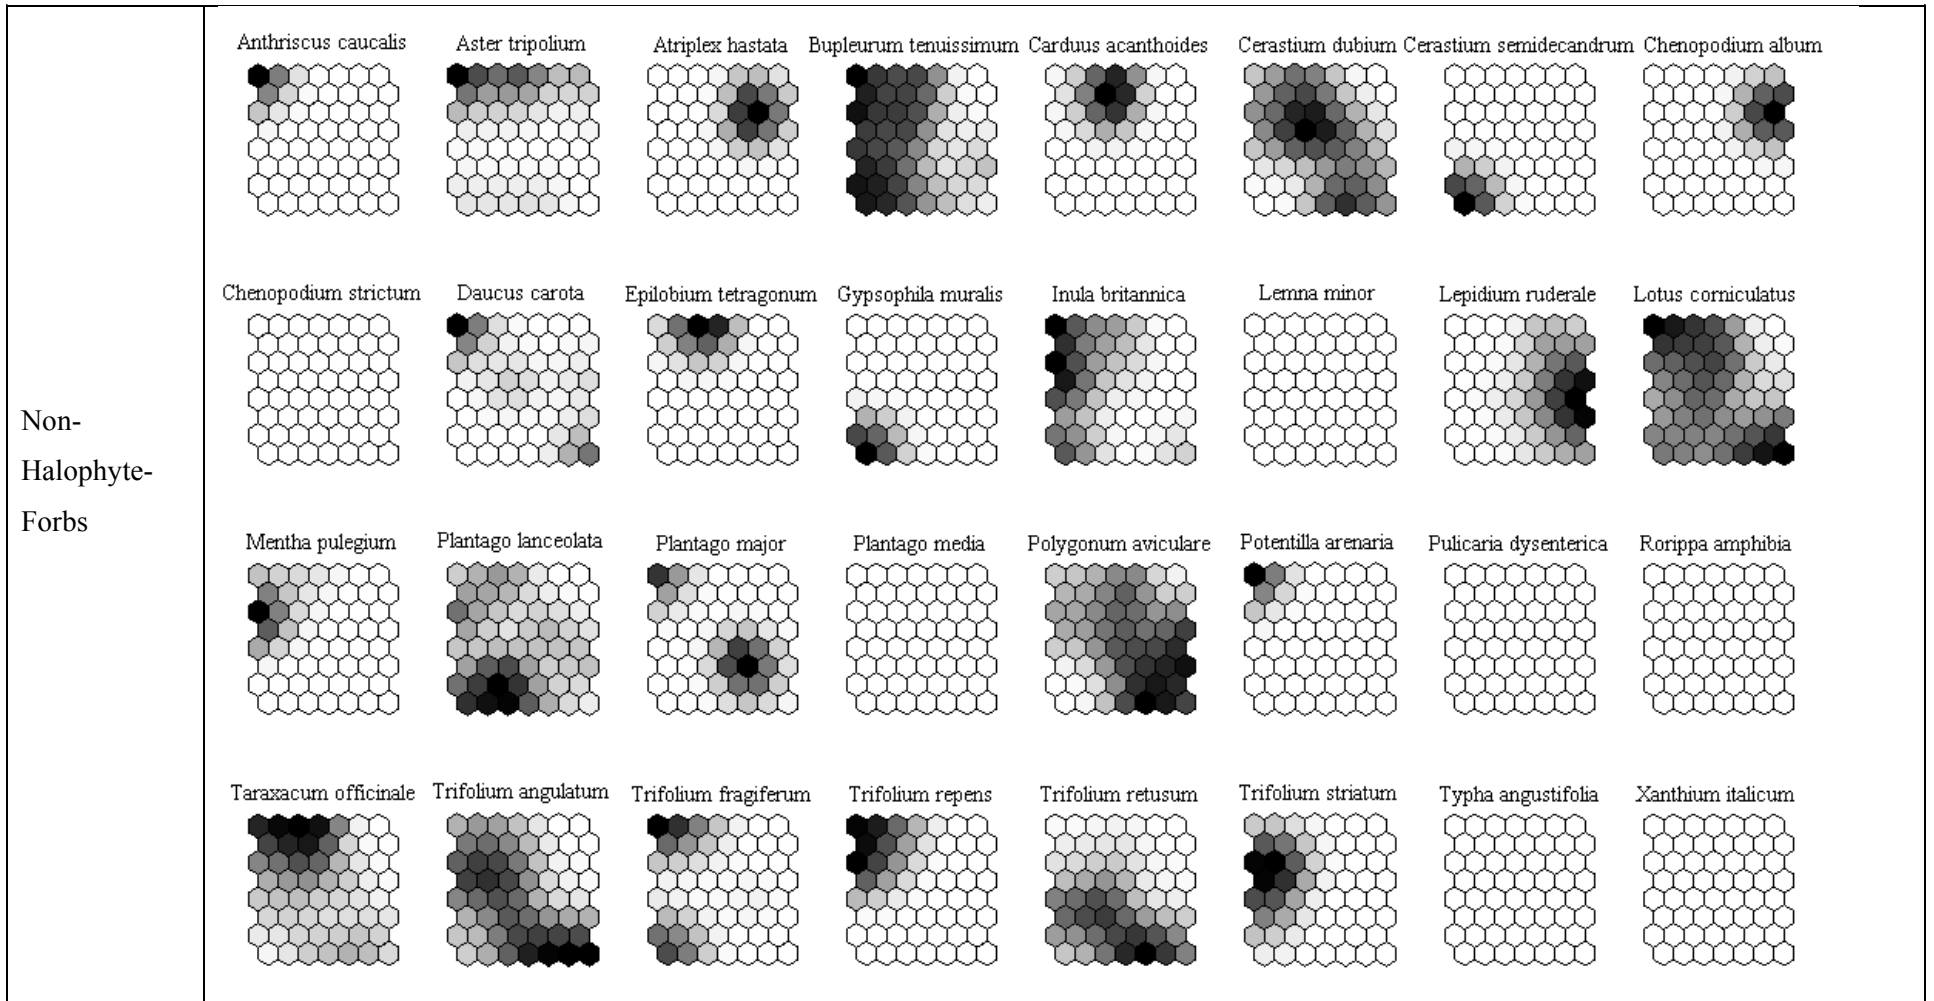 Anthriscus caucalis Aster tripolium Atriplex hastata Bupleurum tenuissimum Carduus acanthoides Cerastium dubium Cerastium semidecandrum Chenopodium album
Chenopodium strictum Daucus carota Epilobium tetragonum Gypsophila muralis Inula britannica Lemna minor Lepidium ruderale Lotus corniculatus
Non-
Halophyte-
Forbs
Mentha pulegium Plantago lanceolata Plantago major Plantago media Polygonum aviculare Potentilla arenaria Pulicaria dysenterica Rorippa amphibia
Taraxacum officinale Trifolium angulatum Trifolium fragiferum Trifolium repens Trifolium retusum Trifolium striatum Typha angustifolia Xanthium italicum